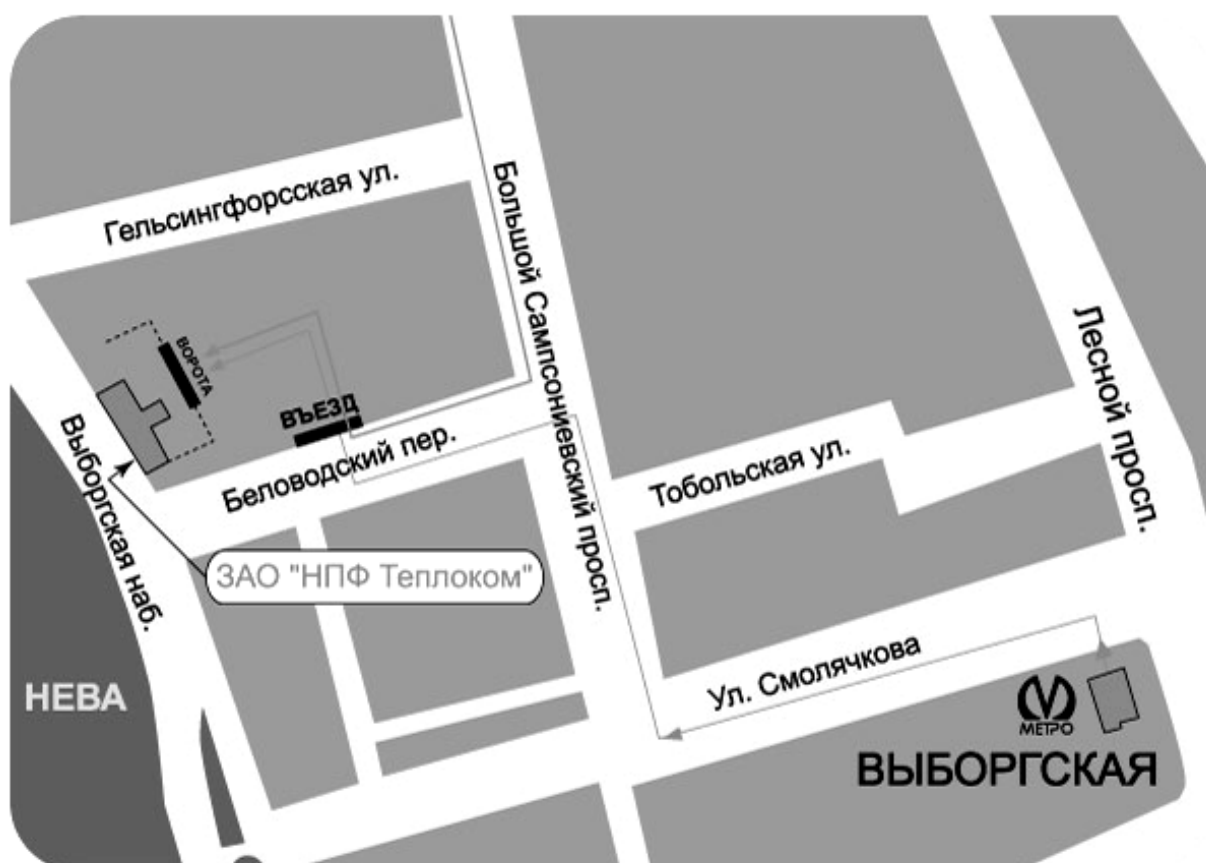 Гельсингфорсская ул.
Большой Сампсониевский просп.
Лесной просп.
ВОРОТА
ВЪЕЗД
Выборгская наб.
Беловодский пер.
Тобольская ул.
ЗАО "НПФ Теплоком"
Ул. Смолячкова
НЕВА
МЕТРО
ВЫБОРГСКАЯ